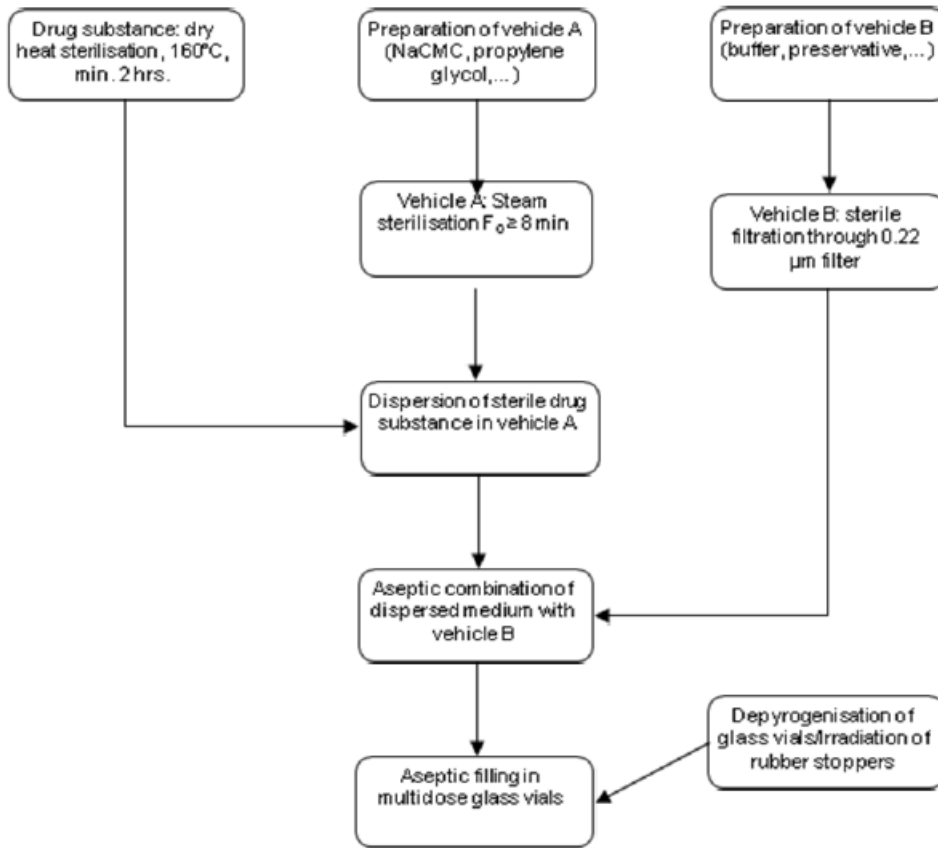 Drug substance: dry
heat sterilisation, 160°C,
min. 2 hrs.
Preparation of vehicle A
(NaCMC, propylene
glycol,...)
Preparation of vehicle B
(buffer, preservative,...)
Vehicle A: Steam
sterilisation F₀ ≥ 8 min
Vehicle B: sterile
filtration through 0.22
µm filter
Dispersion of sterile drug
substance in vehicle A
Aseptic combination of
dispersed medium with
vehicle B
Depyrogenisation of
glass vials/Irradiation of
rubber stoppers
Aseptic filling in
multidose glass vials